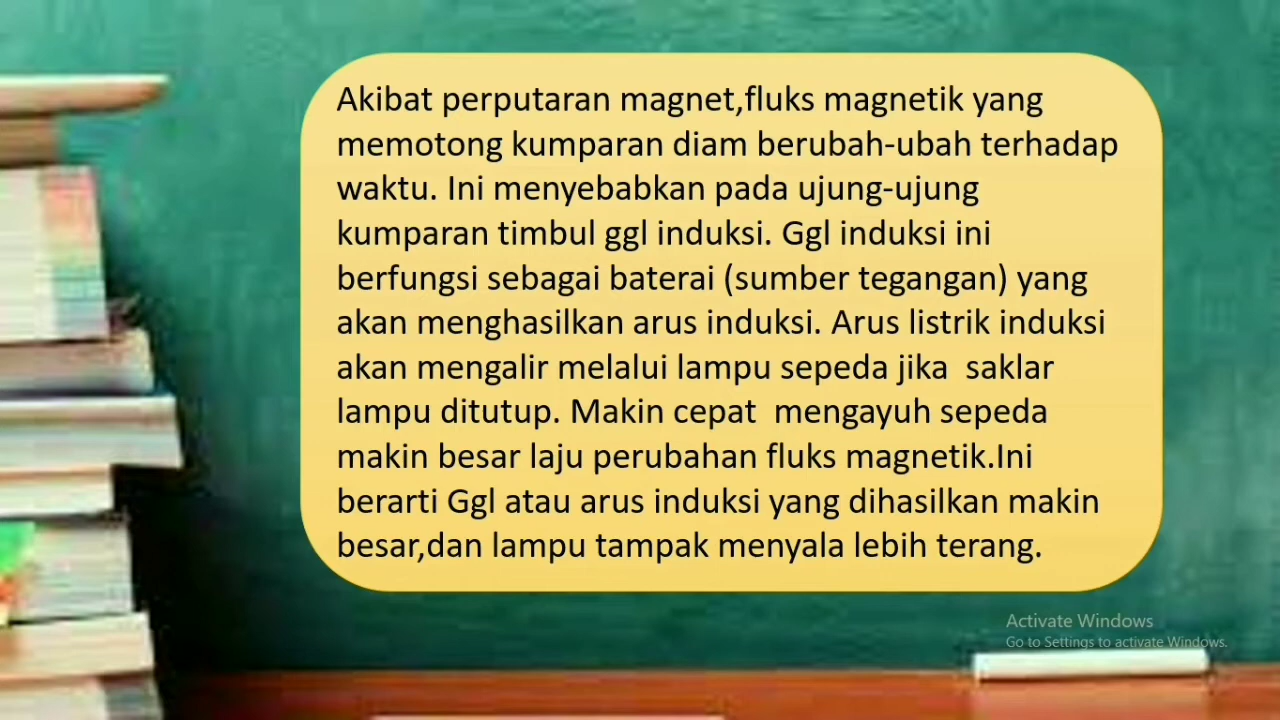 Akibat perputaran magnet,fluks magnetik yang
memotong kumparan diam berubah-ubah terhadap
waktu. Ini menyebabkan pada ujung-ujung
kumparan timbul ggl induksi. Ggl induksi ini
berfungsi sebagai baterai (sumber tegangan) yang
akan menghasilkan arus induksi. Arus listrik induksi
akan mengalir melalui lampu sepeda jika  saklar
lampu ditutup. Makin cepat  mengayuh sepeda
makin besar laju perubahan fluks magnetik.Ini
berarti Ggl atau arus induksi yang dihasilkan makin
besar,dan lampu tampak menyala lebih terang.
Activate Windows
Go to Settings to activate Windows.